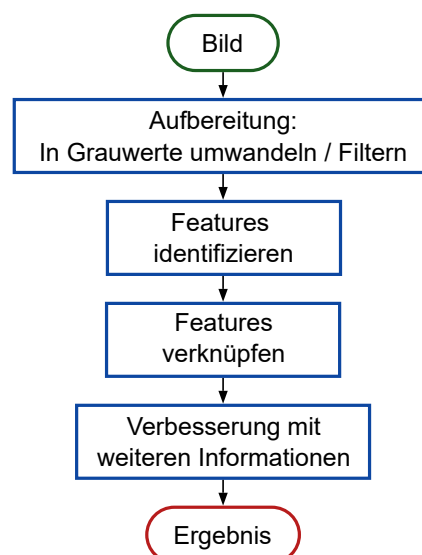 Bild
Aufbereitung:
In Grauwerte umwandeln / Filtern
Features
identifizieren
Features
verknüpfen
Verbesserung mit
weiteren Informationen
Ergebnis